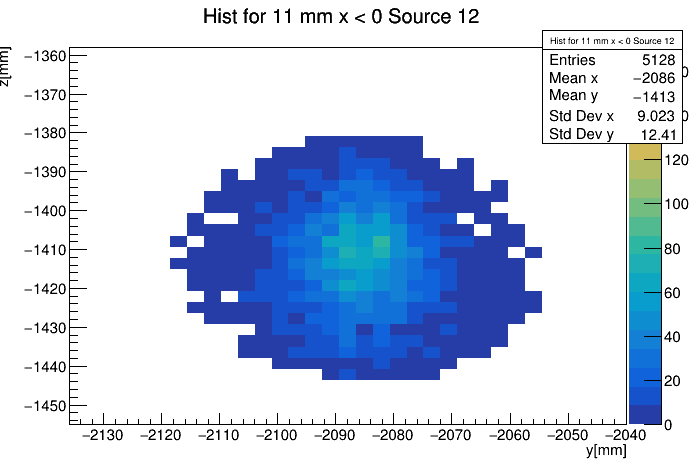 Hist for 11 mm x < 0 Source 12
z[mm]
Hist for 11 mm x < 0 Source 12
Entries 5128
Mean x −2086
Mean y −1413
Std Dev x 9.023
Std Dev y 12.41
−1360
−1370
−1380
−1390
−1400
−1410
−1420
−1430
−1440
−1450
120
100
80
60
40
20
0
−2130 −2120 −2110 −2100 −2090 −2080 −2070 −2060 −2050 −2040
y[mm]